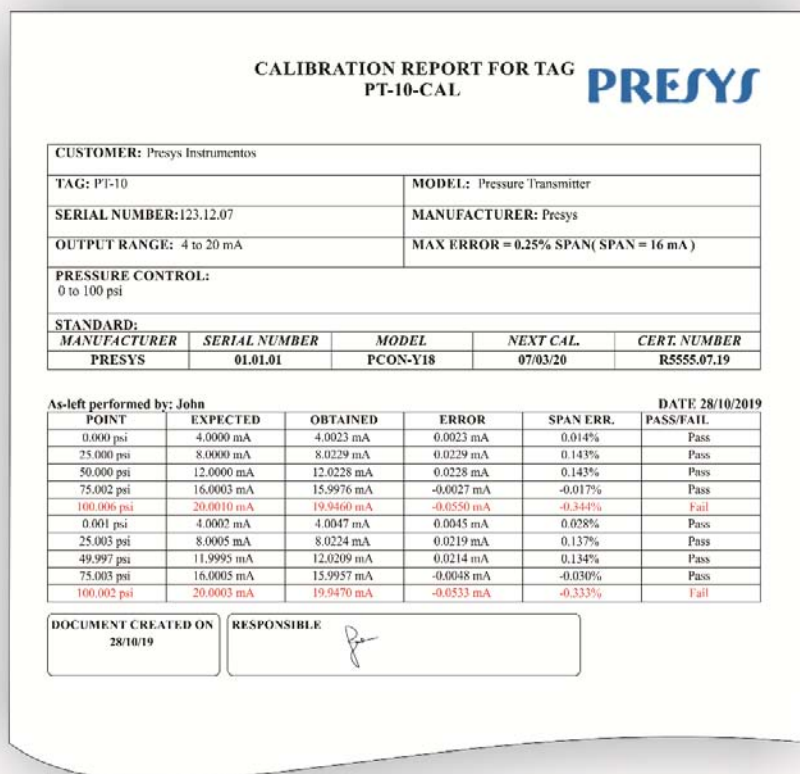 CALIBRATION REPORT FOR TAG
PT-10-CAL
PRESYS
CUSTOMER: Presys Instrumentos
TAG: PT-10 MODEL: Pressure Transmitter
SERIAL NUMBER:123.12.07 MANUFACTURER: Presys
OUTPUT RANGE: 4 to 20 mA MAX ERROR = 0.25% SPAN( SPAN = 16 mA )
PRESSURE CONTROL:
0 to 100 psi
STANDARD:
MANUFACTURER SERIAL NUMBER MODEL NEXT CAL. CERT. NUMBER
PRESYS 01.01.01 PCON-Y18 07/03/20 R5555.07.19
As-left performed by: John DATE 28/10/2019
POINT EXPECTED OBTAINED ERROR SPAN ERR. PASS/FAIL
0.000 psi 4.0000 mA 4.0023 mA 0.0023 mA 0.014% Pass
25.000 psi 8.0000 mA 8.0229 mA 0.0229 mA 0.143% Pass
50.000 psi 12.0000 mA 12.0228 mA 0.0228 mA 0.143% Pass
75.002 psi 16.0003 mA 15.9976 mA -0.0027 mA -0.017% Pass
100.006 psi 20.0010 mA 19.9460 mA -0.0550 mA -0.344% Fail
0.001 psi 4.0002 mA 4.0047 mA 0.0045 mA 0.028% Pass
25.003 psi 8.0005 mA 8.0224 mA 0.0219 mA 0.137% Pass
49.997 psi 11.9995 mA 12.0209 mA 0.0214 mA 0.134% Pass
75.003 psi 16.0005 mA 15.9957 mA -0.0048 mA -0.030% Pass
100.002 psi 20.0003 mA 19.9470 mA -0.0533 mA -0.333% Fail
DOCUMENT CREATED ON RESPONSIBLE
28/10/19